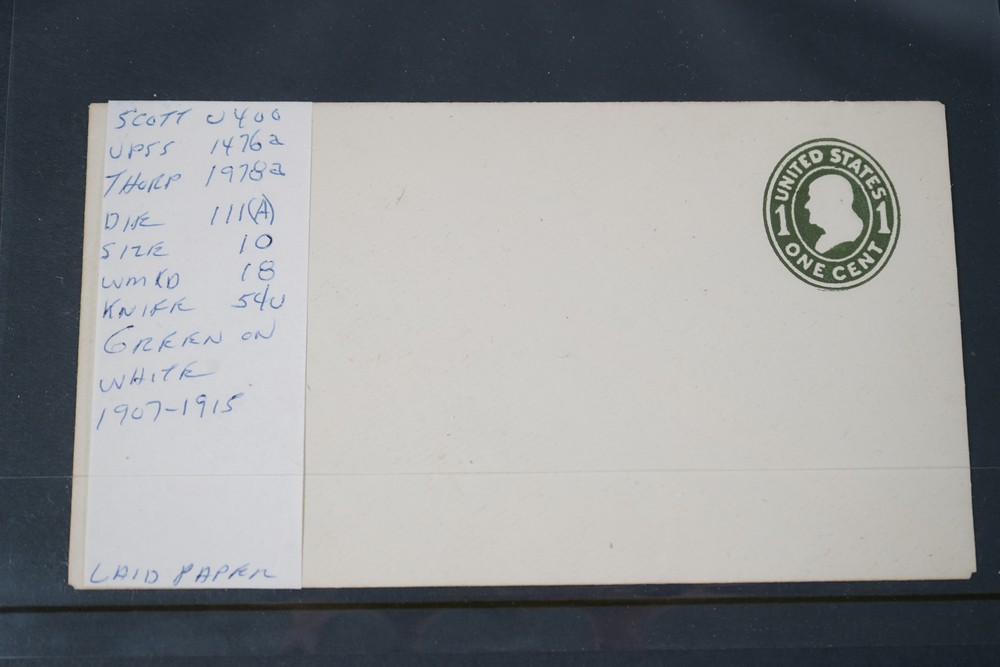 SCOTT U400
UPSS 1476a
THORP 1978a
DIE 111(A)
SIZE 10
WMKD 18
KNIFE 54U
GREEN ON
WHITE
1907-1915
LAID PAPER
UNITED STATES
1 1
ONE CENT